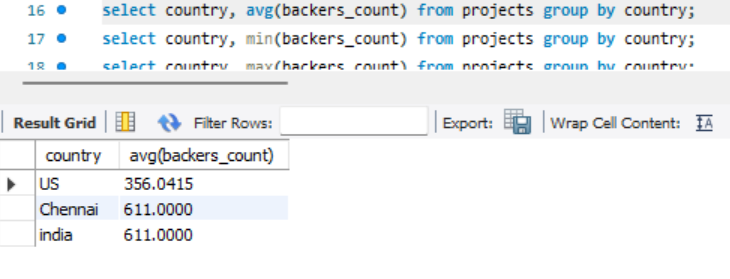 16 select country, avg(backers_count) from projects group by country;
17 select country, min(backers_count) from projects group by country;
18 select country, max(backers_count) from projects group by country;
Result Grid Filter Rows: Export: Wrap Cell Content: IA
country avg(backers_count)
US 356.0415
Chennai 611.0000
india 611.0000